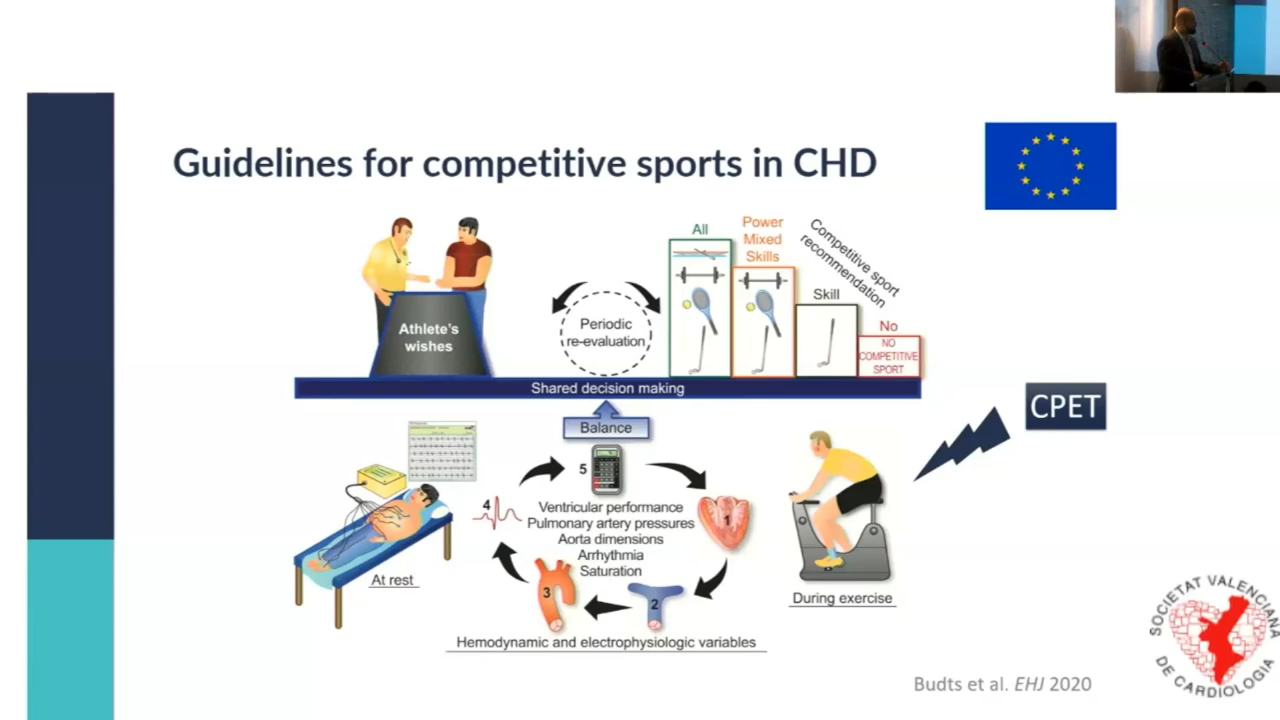 Guidelines for competitive sports in CHD
All
Power
Mixed
Skills
Competitive sport
recommendation
Skill
No
NO
COMPETITIVE
SPORT
Athlete's
wishes
Periodic
re-evaluation
Shared decision making
Balance
CPET
5
4
1
Ventricular performance
Pulmonary artery pressures
Aorta dimensions
Arrhythmia
Saturation
3
2
At rest
During exercise
Hemodynamic and electrophysiologic variables
Budts et al. EHJ 2020
SOCIETAT VALENCIANA
DE CARDIOLOGIA